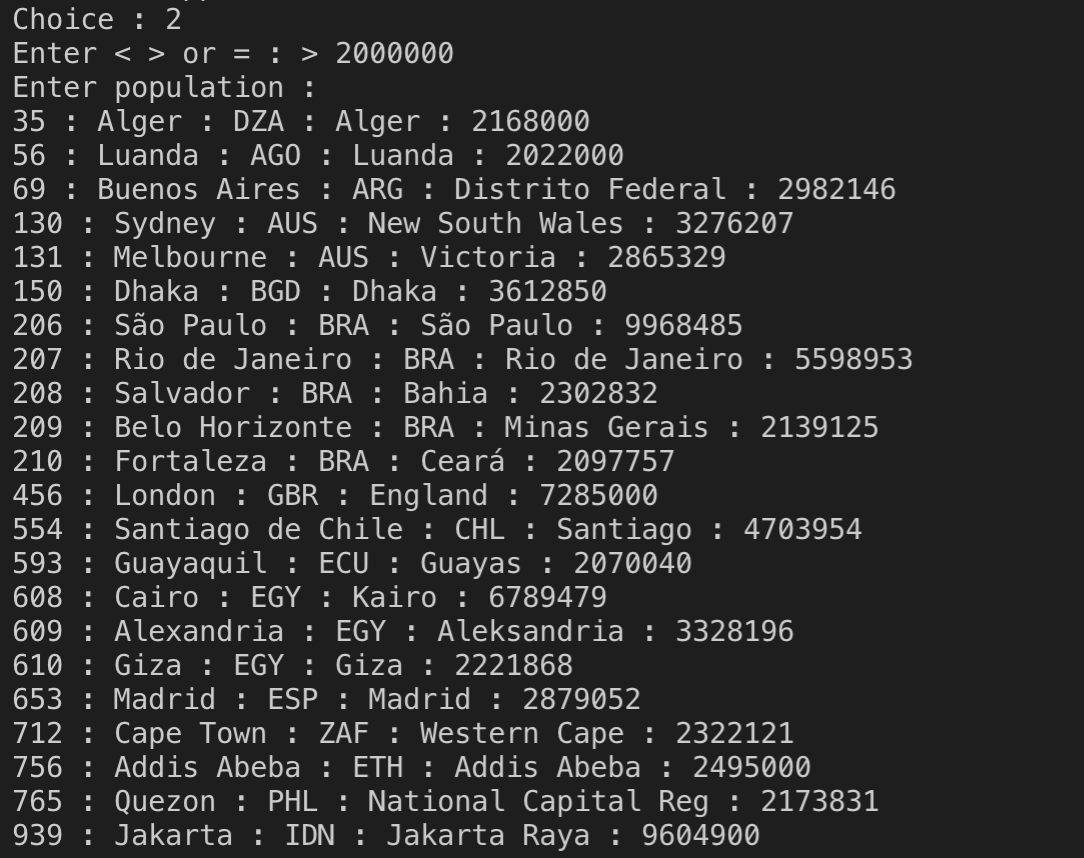 Choice : 2
Enter < > or = : > 2000000
Enter population :
35 : Alger : DZA : Alger : 2168000
56 : Luanda : AGO : Luanda : 2022000
69 : Buenos Aires : ARG : Distrito Federal : 2982146
130 : Sydney : AUS : New South Wales : 3276207
131 : Melbourne : AUS : Victoria : 2865329
150 : Dhaka : BGD : Dhaka : 3612850
206 : São Paulo : BRA : São Paulo : 9968485
207 : Rio de Janeiro : BRA : Rio de Janeiro : 5598953
208 : Salvador : BRA : Bahia : 2302832
209 : Belo Horizonte : BRA : Minas Gerais : 2139125
210 : Fortaleza : BRA : Ceará : 2097757
456 : London : GBR : England : 7285000
554 : Santiago de Chile : CHL : Santiago : 4703954
593 : Guayaquil : ECU : Guayas : 2070040
608 : Cairo : EGY : Kairo : 6789479
609 : Alexandria : EGY : Aleksandria : 3328196
610 : Giza : EGY : Giza : 2221868
653 : Madrid : ESP : Madrid : 2879052
712 : Cape Town : ZAF : Western Cape : 2322121
756 : Addis Abeba : ETH : Addis Abeba : 2495000
765 : Quezon : PHL : National Capital Reg : 2173831
939 : Jakarta : IDN : Jakarta Raya : 9604900